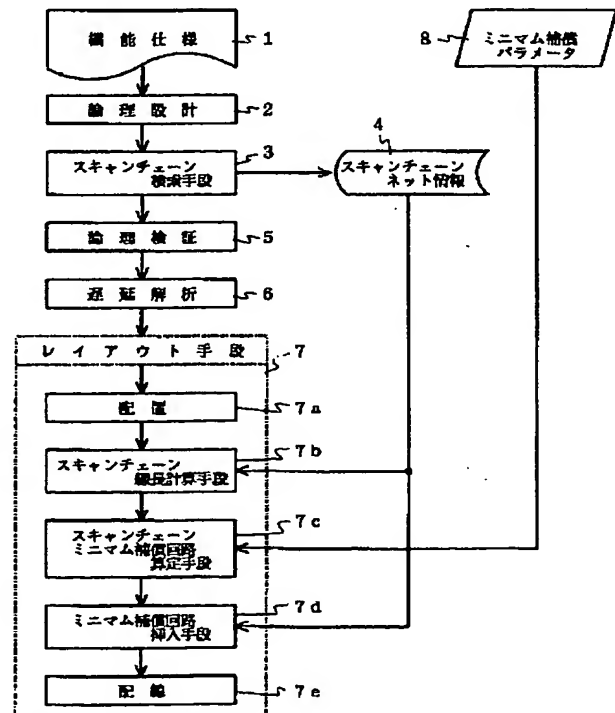 機能仕様
1
8
ミニマム補償
パラメータ
論理設計
2
4
スキャンチェーン
検索手段
3
スキャンチェーン
ネット情報
論理検証
5
遅延解析
6
レイアウト手段
7
配置
7a
スキャンチェーン
線長計算手段
7b
スキャンチェーン
ミニマム補償回路
算定手段
7c
ミニマム補償回路
挿入手段
7d
配線
7e